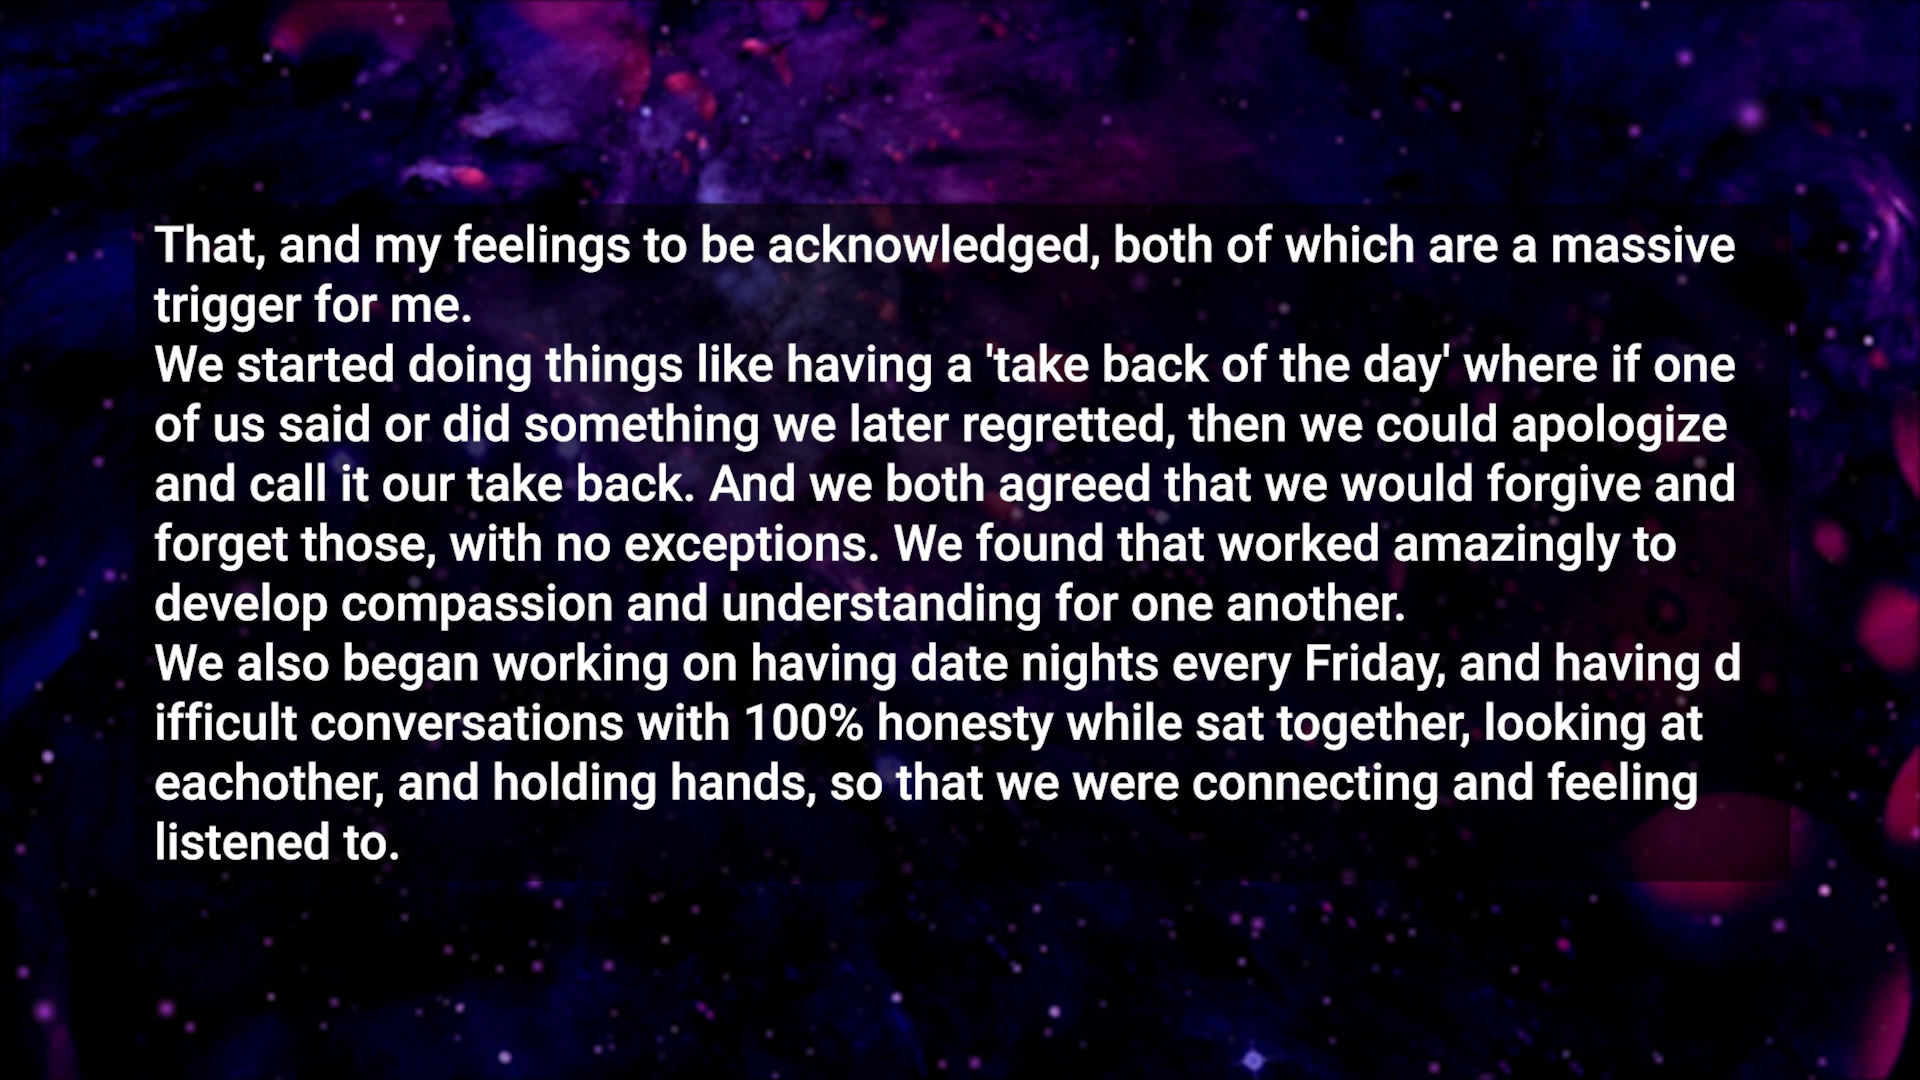 That, and my feelings to be acknowledged, both of which are a massive
trigger for me.
We started doing things like having a 'take back of the day' where if one
of us said or did something we later regretted, then we could apologize
and call it our take back. And we both agreed that we would forgive and
forget those, with no exceptions. We found that worked amazingly to
develop compassion and understanding for one another.
We also began working on having date nights every Friday, and having d
ifficult conversations with 100% honesty while sat together, looking at
eachother, and holding hands, so that we were connecting and feeling
listened to.